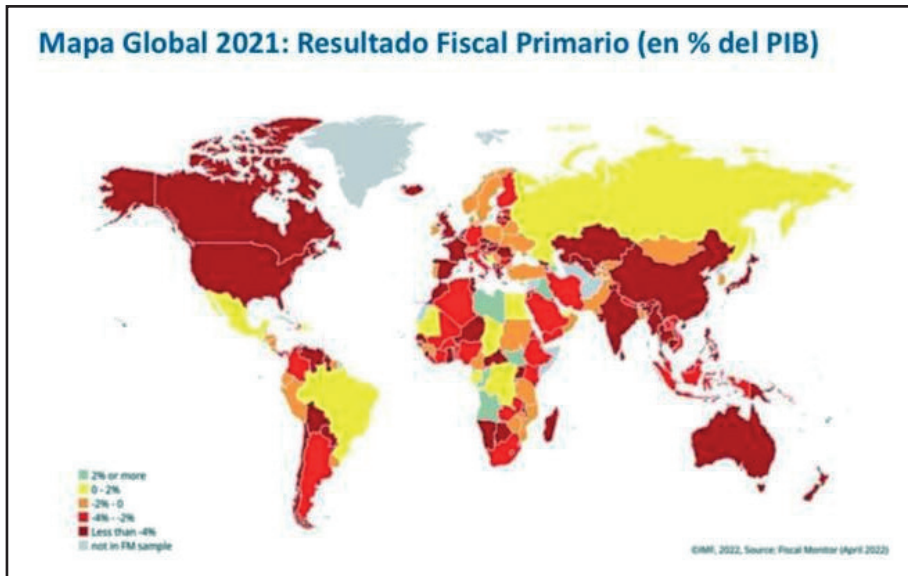 Mapa Global 2021: Resultado Fiscal Primario (en % del PIB)
2% or more
0 - 2%
-2% - 0
-4% - -2%
Less than -4%
not in FM sample
©IMF, 2022, Source: Fiscal Monitor (April 2022)